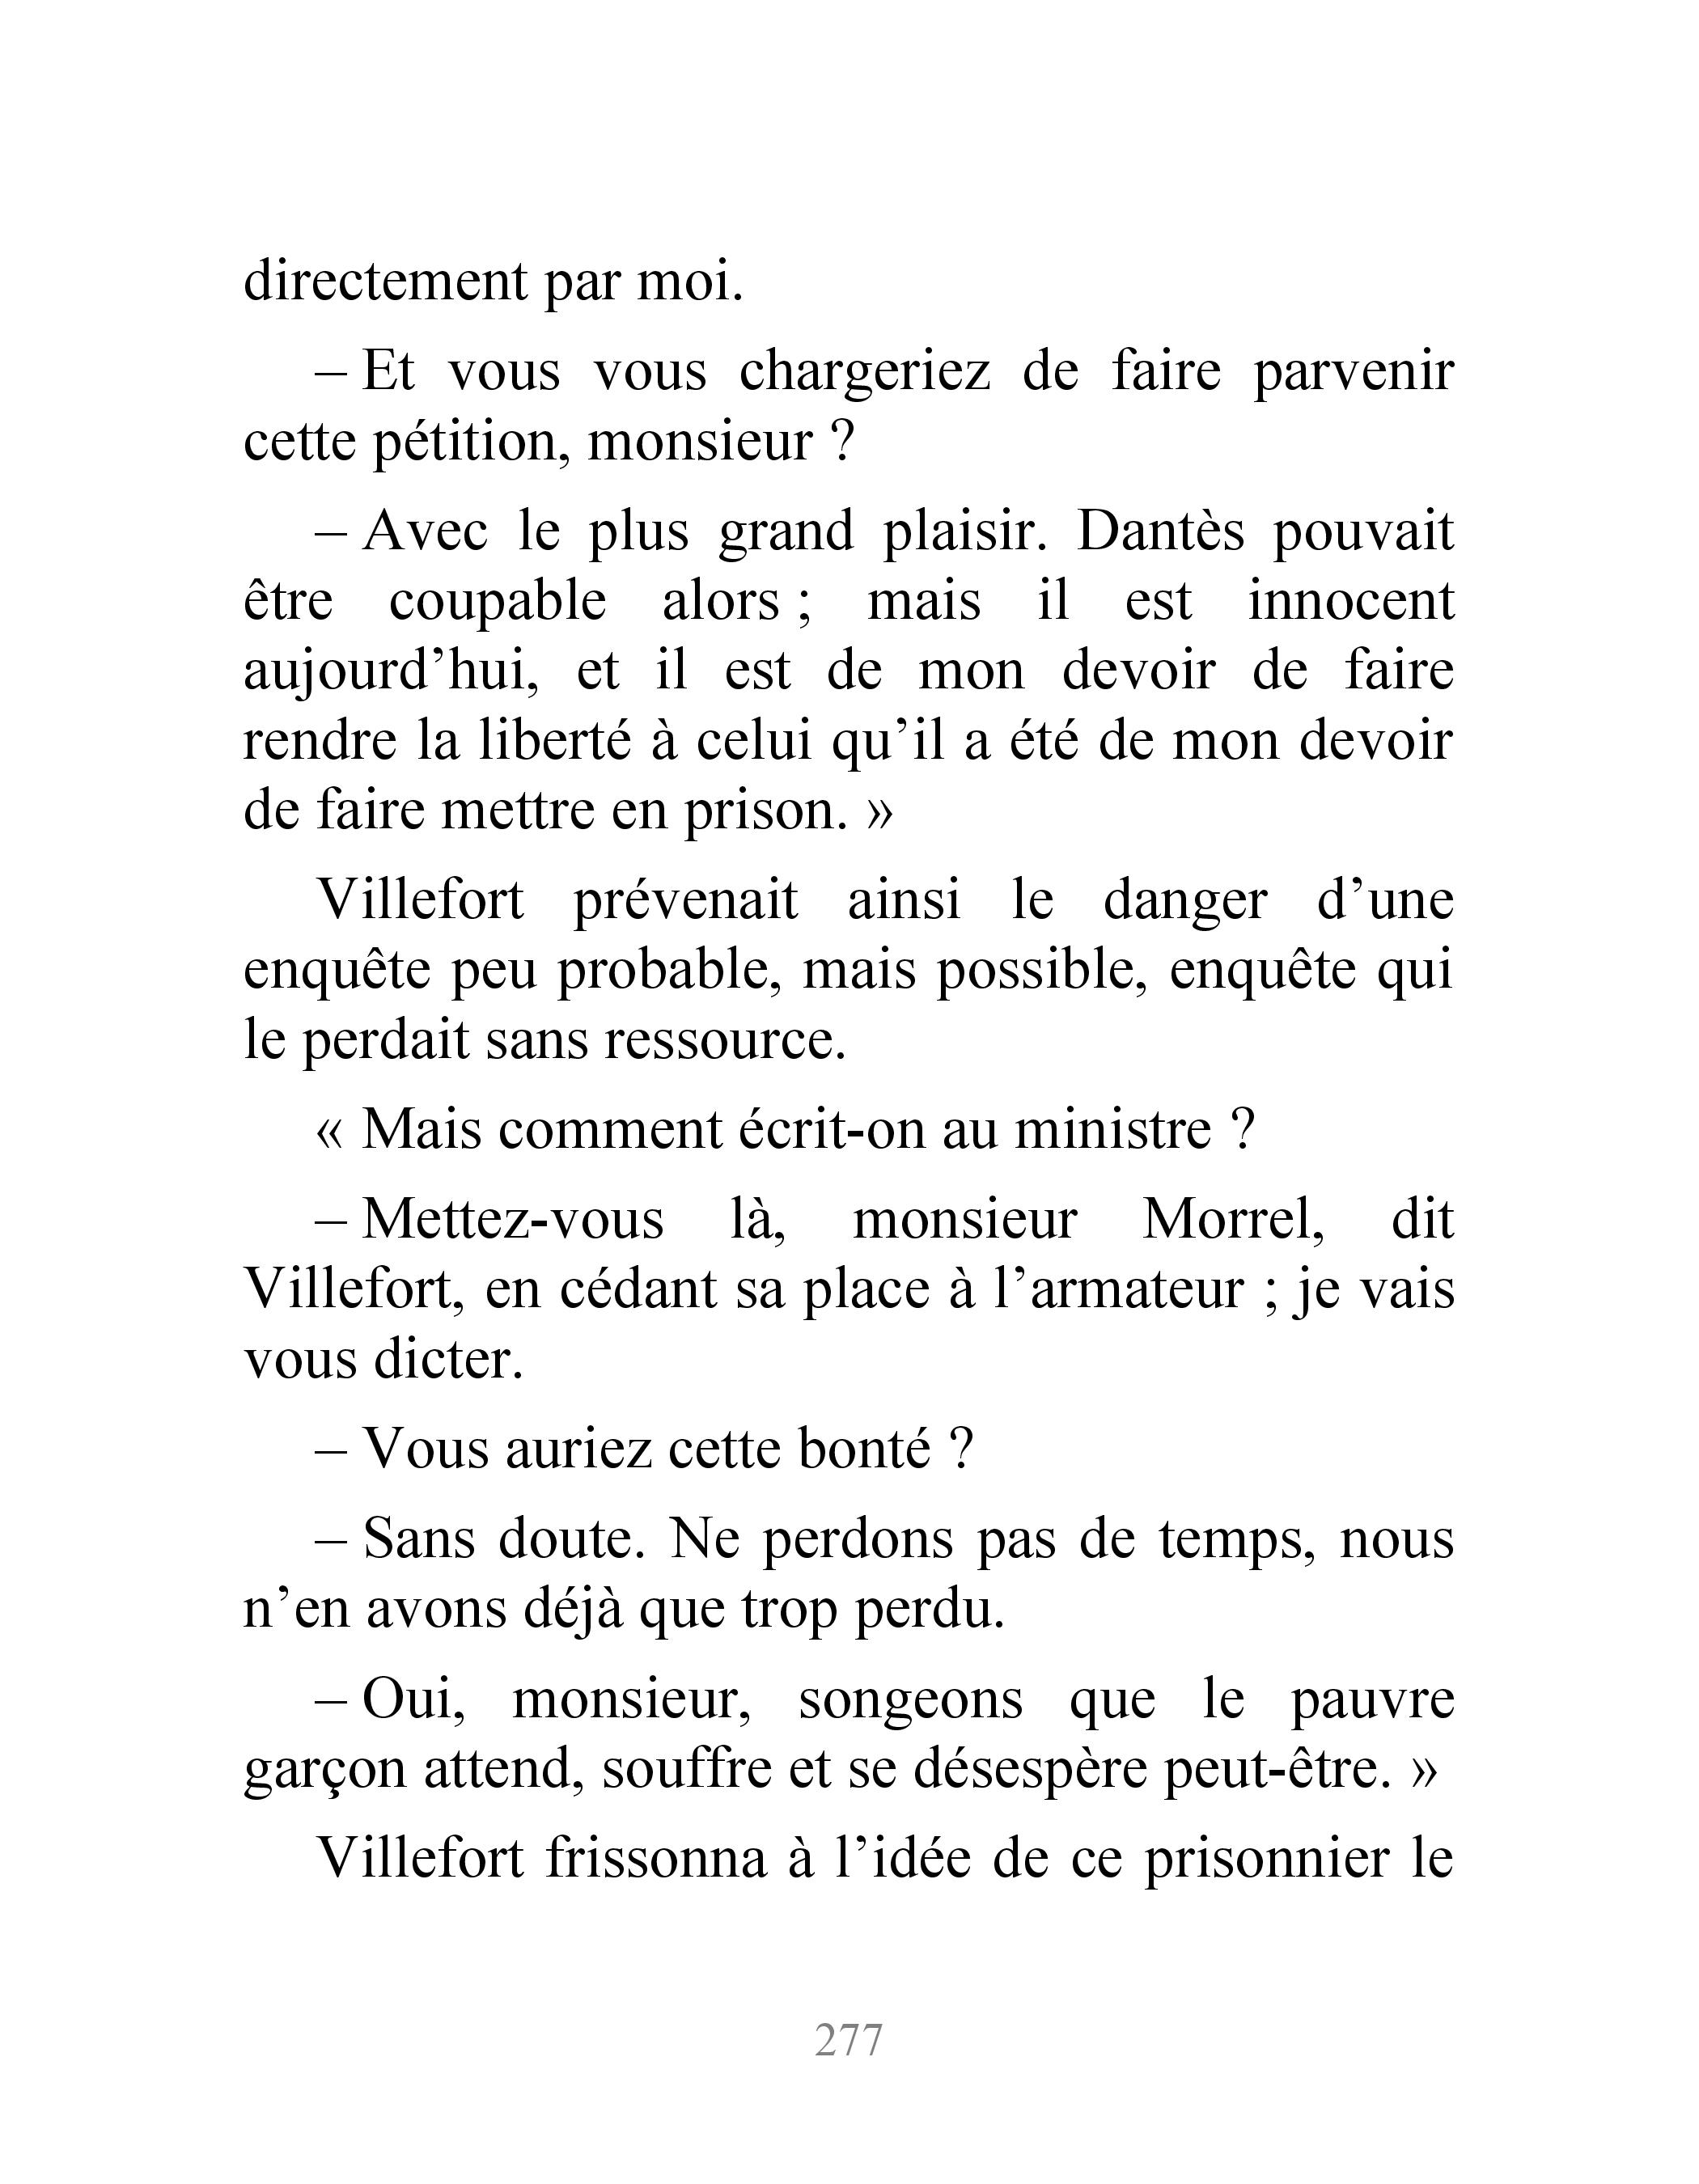 directement par moi.
– Et vous vous chargeriez de faire parvenir
cette pétition, monsieur ?
– Avec le plus grand plaisir. Dantès pouvait
être coupable alors ; mais il est innocent
aujourd’hui, et il est de mon devoir de faire
rendre la liberté à celui qu’il a été de mon devoir
de faire mettre en prison. »
Villefort prévenait ainsi le danger d’une
enquête peu probable, mais possible, enquête qui
le perdait sans ressource.
« Mais comment écrit-on au ministre ?
– Mettez-vous là, monsieur Morrel, dit
Villefort, en cédant sa place à l’armateur ; je vais
vous dicter.
– Vous auriez cette bonté ?
– Sans doute. Ne perdons pas de temps, nous
n’en avons déjà que trop perdu.
– Oui, monsieur, songeons que le pauvre
garçon attend, souffre et se désespère peut-être. »
Villefort frissonna à l’idée de ce prisonnier le
277